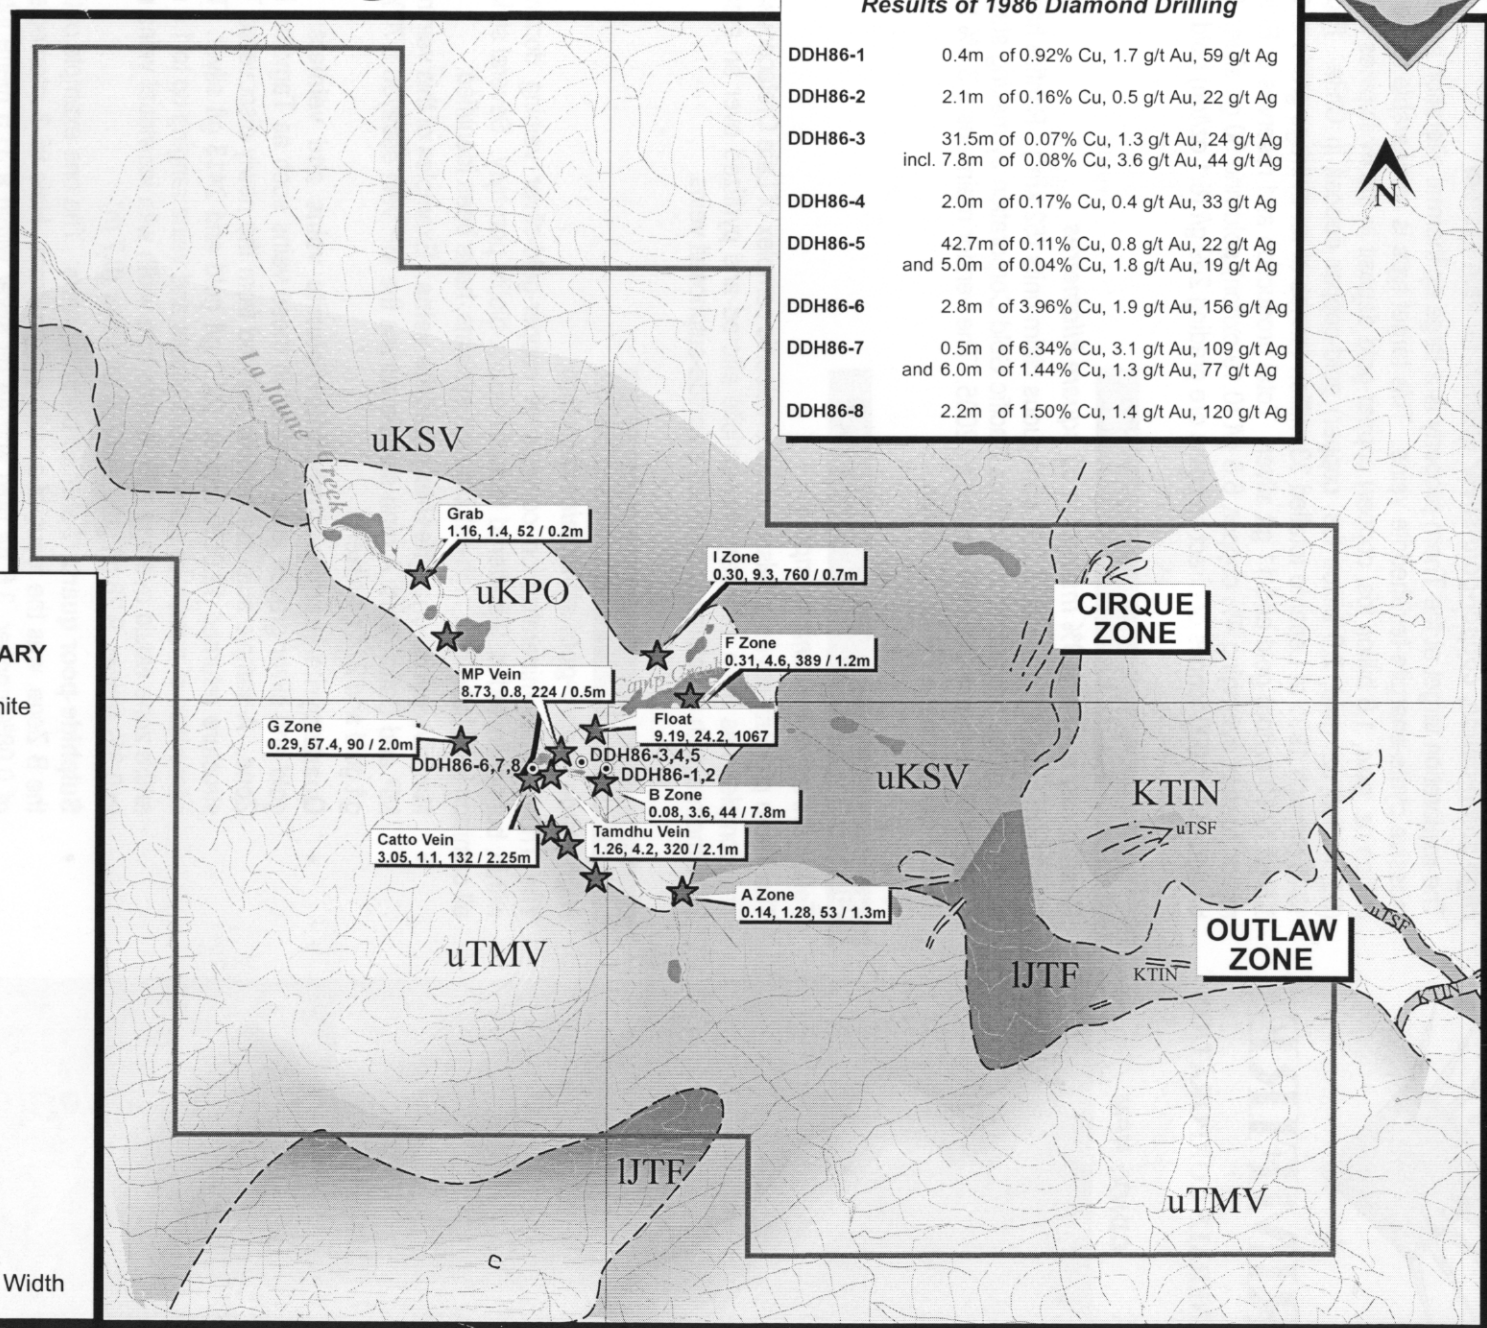 Results of 1986 Diamond Drilling
DDH86-1 0.4m of 0.92% Cu, 1.7 g/t Au, 59 g/t Ag
DDH86-2 2.1m of 0.16% Cu, 0.5 g/t Au, 22 g/t Ag
DDH86-3 31.5m of 0.07% Cu, 1.3 g/t Au, 24 g/t Ag
incl. 7.8m of 0.08% Cu, 3.6 g/t Au, 44 g/t Ag
DDH86-4 2.0m of 0.17% Cu, 0.4 g/t Au, 33 g/t Ag
DDH86-5 42.7m of 0.11% Cu, 0.8 g/t Au, 22 g/t Ag
and 5.0m of 0.04% Cu, 1.8 g/t Au, 19 g/t Ag
DDH86-6 2.8m of 3.96% Cu, 1.9 g/t Au, 156 g/t Ag
DDH86-7 0.5m of 6.34% Cu, 3.1 g/t Au, 109 g/t Ag
and 6.0m of 1.44% Cu, 1.3 g/t Au, 77 g/t Ag
DDH86-8 2.2m of 1.50% Cu, 1.4 g/t Au, 120 g/t Ag
N
La Jaune Creek
uKSV
Grab
1.16, 1.4, 52 / 0.2m
uKPO
I Zone
0.30, 9.3, 760 / 0.7m
CIRQUE
ZONE
F Zone
0.31, 4.6, 389 / 1.2m
Camp Creek
MP Vein
8.73, 0.8, 224 / 0.5m
Float
9.19, 24.2, 1067
G Zone
0.29, 57.4, 90 / 2.0m
DDH86-6,7,8
DDH86-3,4,5
DDH86-1,2
uKSV
KTIN
uTSF
B Zone
0.08, 3.6, 44 / 7.8m
Catto Vein
3.05, 1.1, 132 / 2.25m
Tamdhu Vein
1.26, 4.2, 320 / 2.1m
A Zone
0.14, 1.28, 53 / 1.3m
uTMV
OUTLAW
ZONE
uTSF
lJTF
KTIN
KTIN
lJTF
uTMV
ARY
nite
Width